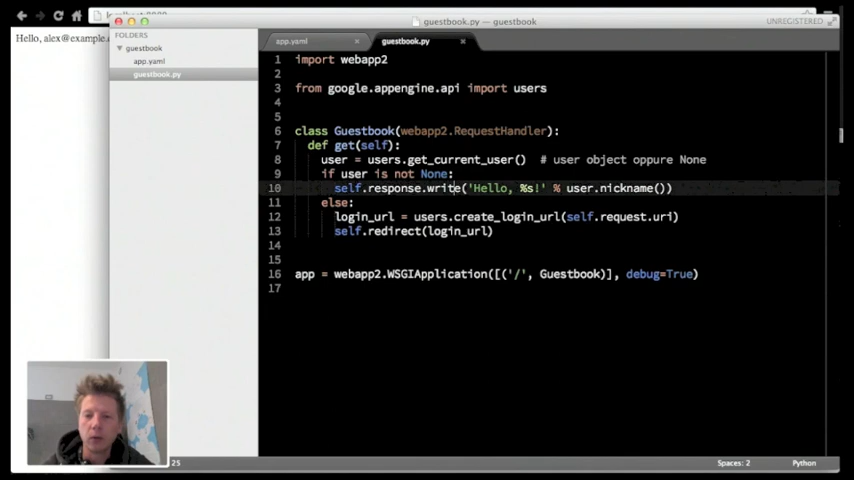 guestbook.py — guestbook
UNREGISTERED
Hello, alex@example.
FOLDERS
guestbook
app.yaml
guestbook.py
app.yaml
guestbook.py
1 import webapp2
2
3 from google.appengine.api import users
4
5
6 class Guestbook(webapp2.RequestHandler):
7 def get(self):
8 user = users.get_current_user() # user object oppure None
9 if user is not None:
10 self.response.write('Hello, %s!' % user.nickname())
11 else:
12 login_url = users.create_login_url(self.request.uri)
13 self.redirect(login_url)
14
15
16 app = webapp2.WSGIApplication([('/', Guestbook)], debug=True)
17
25
Spaces: 2
Python